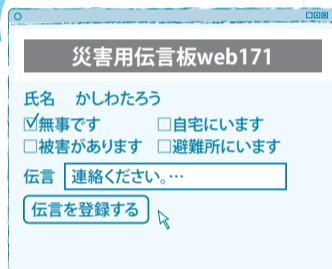 災害用伝言板web171
氏名　かしわたろう
☑無事です　□自宅にいます
□被害があります　□避難所にいます
伝言　連絡ください。…
伝言を登録する